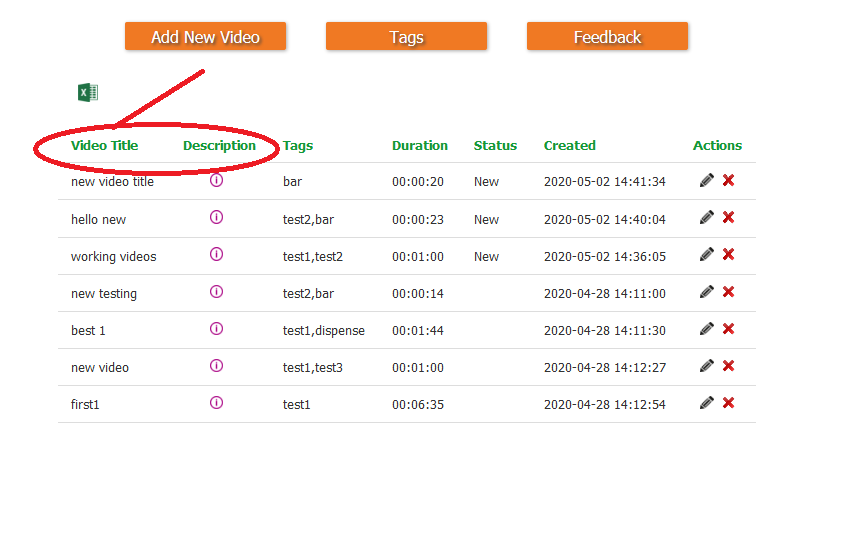 Add New Video Tags Feedback
Video Title Description Tags Duration Status Created Actions
new video title bar 00:00:20 New 2020-05-02 14:41:34
hello new test2,bar 00:00:23 New 2020-05-02 14:40:04
working videos test1,test2 00:01:00 New 2020-05-02 14:36:05
new testing test2,bar 00:00:14 2020-04-28 14:11:00
best 1 test1,dispense 00:01:44 2020-04-28 14:11:30
new video test1,test3 00:01:00 2020-04-28 14:12:27
first1 test1 00:06:35 2020-04-28 14:12:54